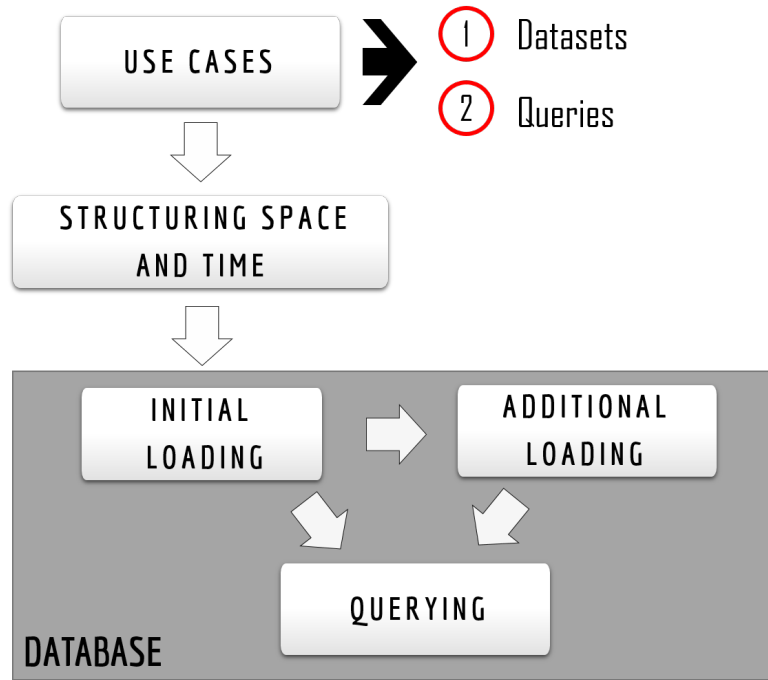 USE CASES
1 Datasets
2 Queries
STRUCTURING SPACE
AND TIME
INITIAL
LOADING
ADDITIONAL
LOADING
QUERYING
DATABASE